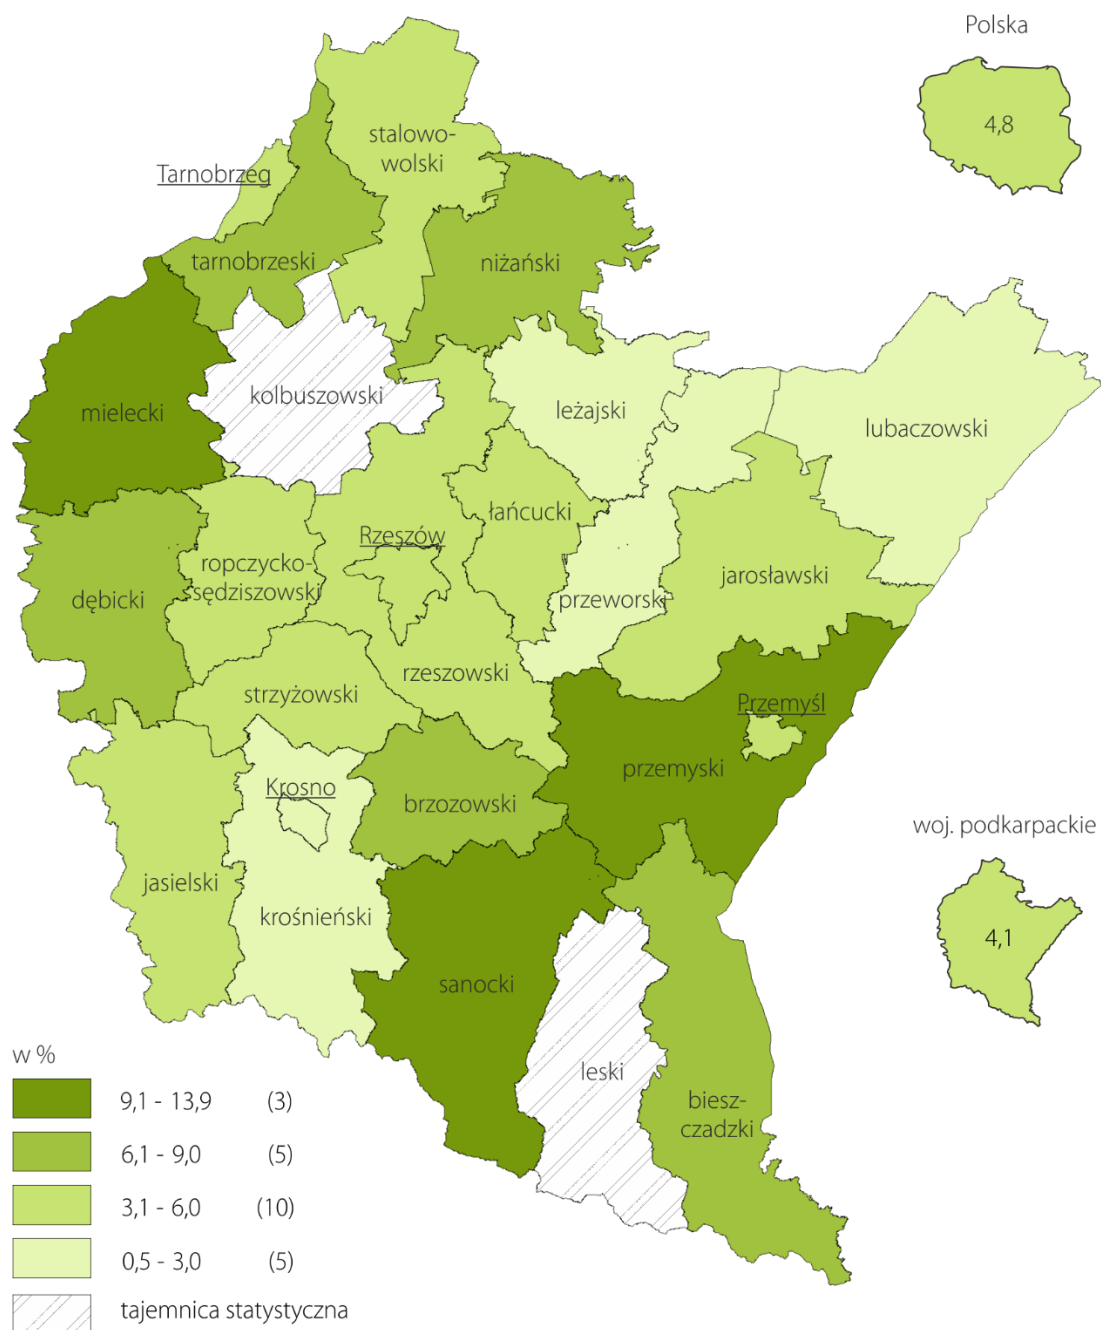 Polska
4,8
stalowo-
wolski
Tarnobrzeg
tarnobrzeski
niżański
mielecki
kolbuszowski
leżajski
lubaczowski
łańcucki
Rzeszów
ropczycko-
sędziszowski
dębicki
przeworski
jarosławski
rzeszowski
strzyżowski
Przemyśl
przemyski
Krosno
brzozowski
woj. podkarpackie
4,1
jasielski
krośnieński
sanocki
leski
biesz-
czadzki
w %
9,1 - 13,9 (3)
6,1 - 9,0 (5)
3,1 - 6,0 (10)
0,5 - 3,0 (5)
tajemnica statystyczna